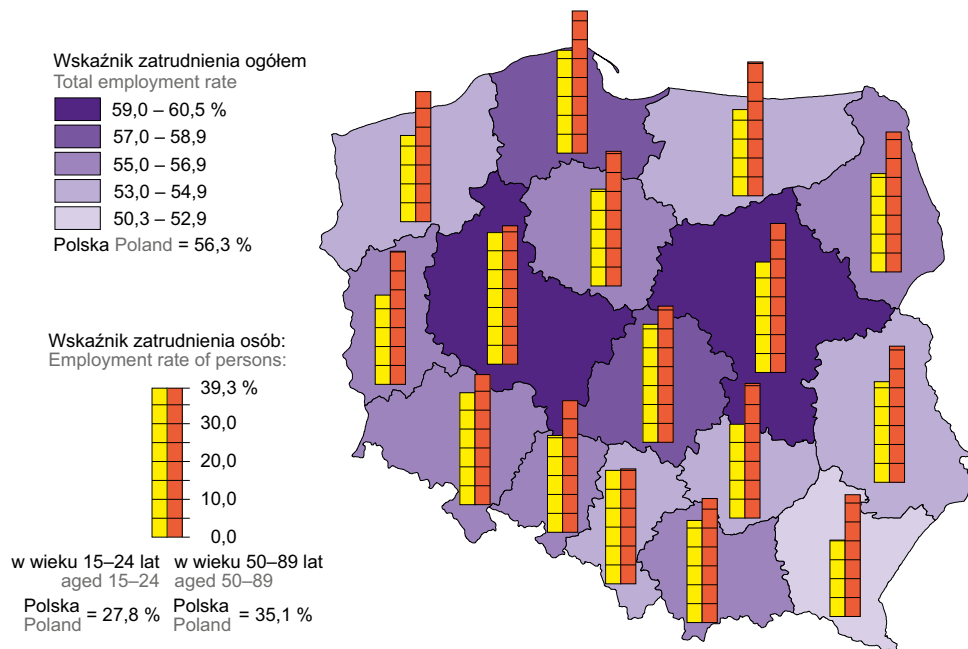 Wskaźnik zatrudnienia ogółem
Total employment rate
59,0 – 60,5 %
57,0 – 58,9
55,0 – 56,9
53,0 – 54,9
50,3 – 52,9
Polska Poland = 56,3 %
Wskaźnik zatrudnienia osób:
Employment rate of persons:
39,3 %
30,0
20,0
10,0
0,0
w wieku 15–24 lat
aged 15–24
Polska
Poland = 27,8 %
w wieku 50–89 lat
aged 50–89
Polska
Poland = 35,1 %